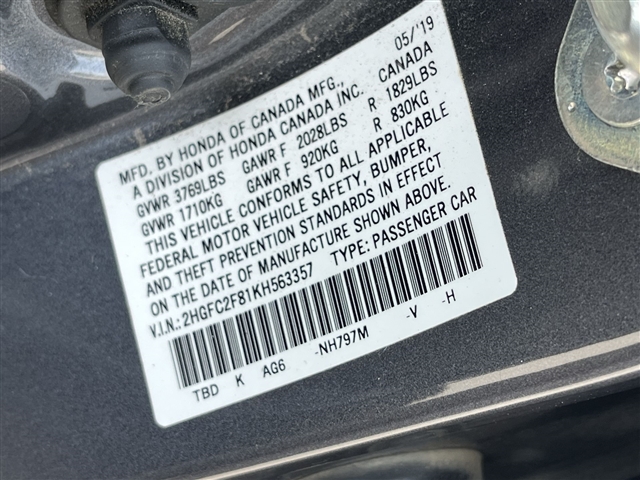 MFD. BY HONDA OF CANADA MFG., 05/'19
A DIVISION OF HONDA CANADA INC. CANADA
GVWR 3769LBS GAWR F 2028LBS R 1829LBS
GVWR 1710KG GAWR F 920KG R 830KG
THIS VEHICLE CONFORMS TO ALL APPLICABLE
FEDERAL MOTOR VEHICLE SAFETY, BUMPER,
AND THEFT PREVENTION STANDARDS IN EFFECT
ON THE DATE OF MANUFACTURE SHOWN ABOVE.
V.I.N.: 2HGFC2F81KH563357 TYPE: PASSENGER CAR
TBD K AG6 -NH797M -V -H